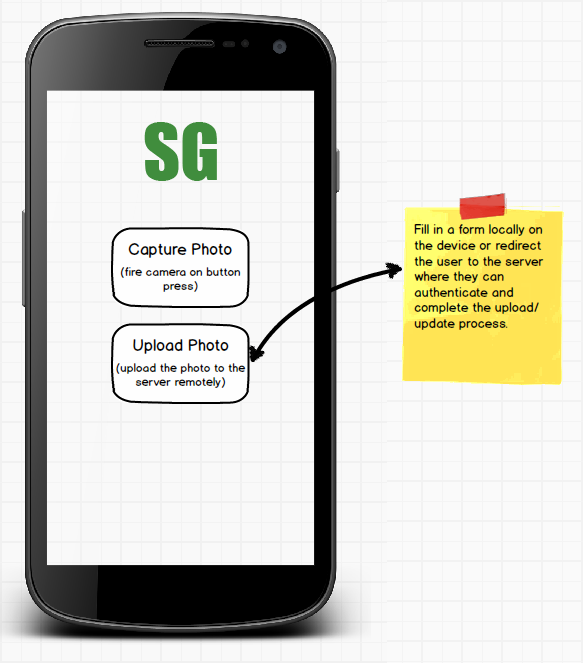 SG
Capture Photo
(fire camera on button
press)
Upload Photo
(upload the photo to the
server remotely)
Fill in a form locally on
the device or redirect
the user to the server
where they can
authenticate and
complete the upload/
update process.